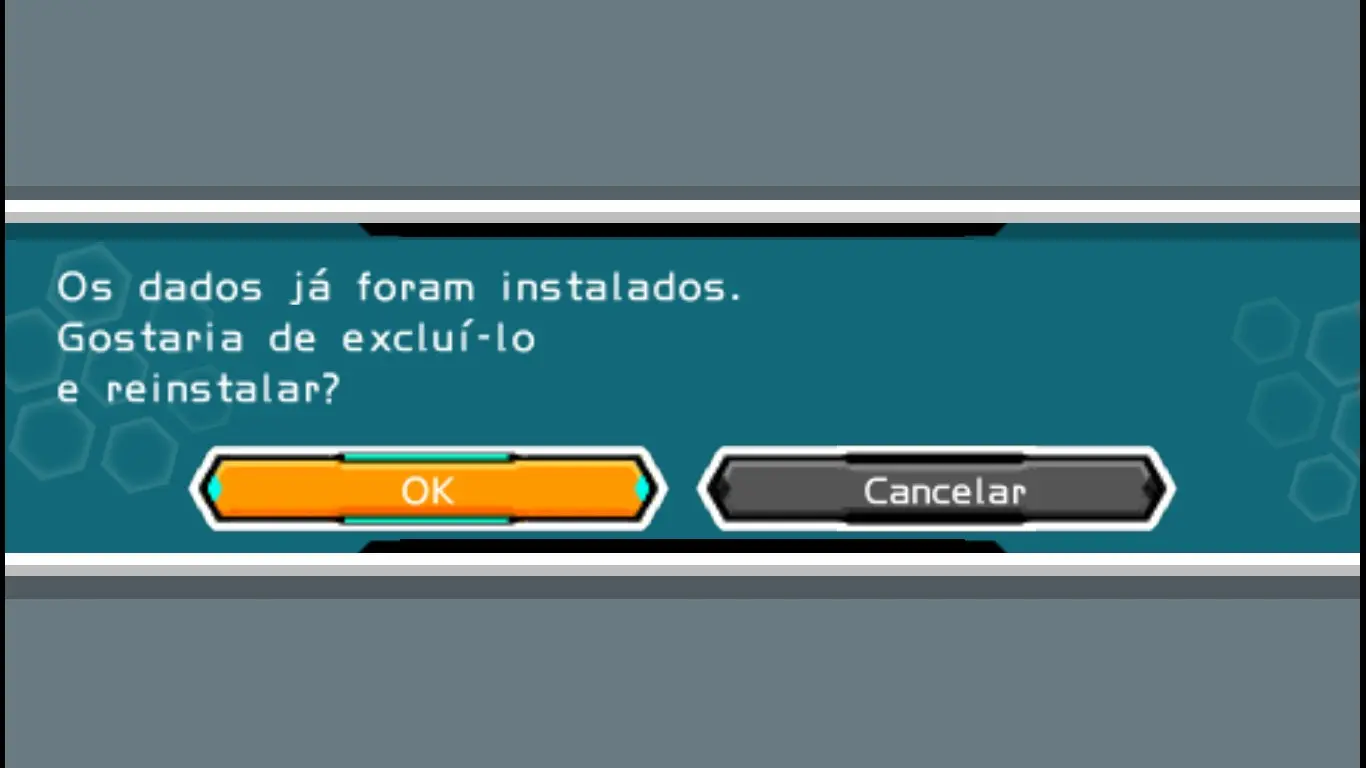 Os dados já foram instalados.
Gostaria de excluí-lo
e reinstalar?
OK
Cancelar